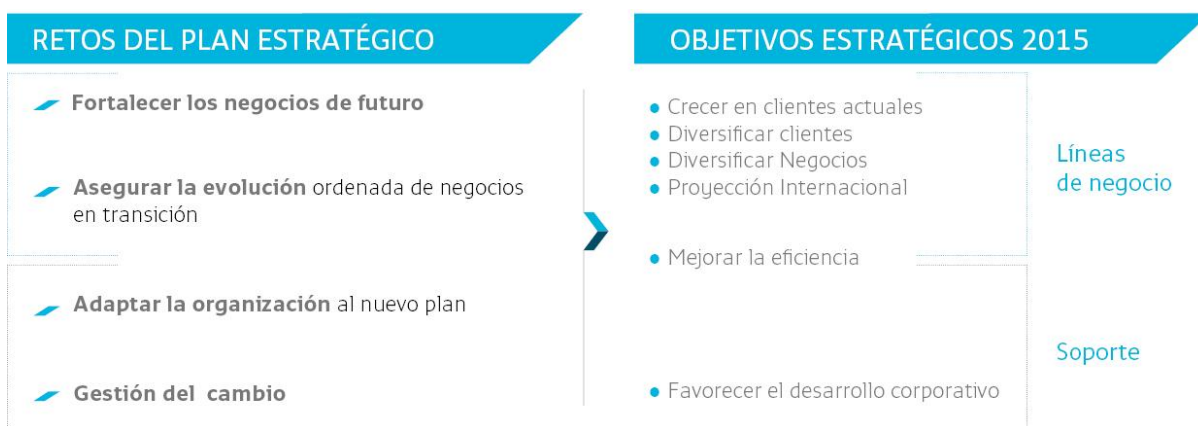 RETOS DEL PLAN ESTRATÉGICO
Fortalecer los negocios de futuro
Asegurar la evolución ordenada de negocios
en transición
Adaptar la organización al nuevo plan
Gestión del cambio
OBJETIVOS ESTRATÉGICOS 2015
Crecer en clientes actuales
Diversificar clientes
Diversificar Negocios
Proyección Internacional
Mejorar la eficiencia
Favorecer el desarrollo corporativo
Líneas
de negocio
Soporte